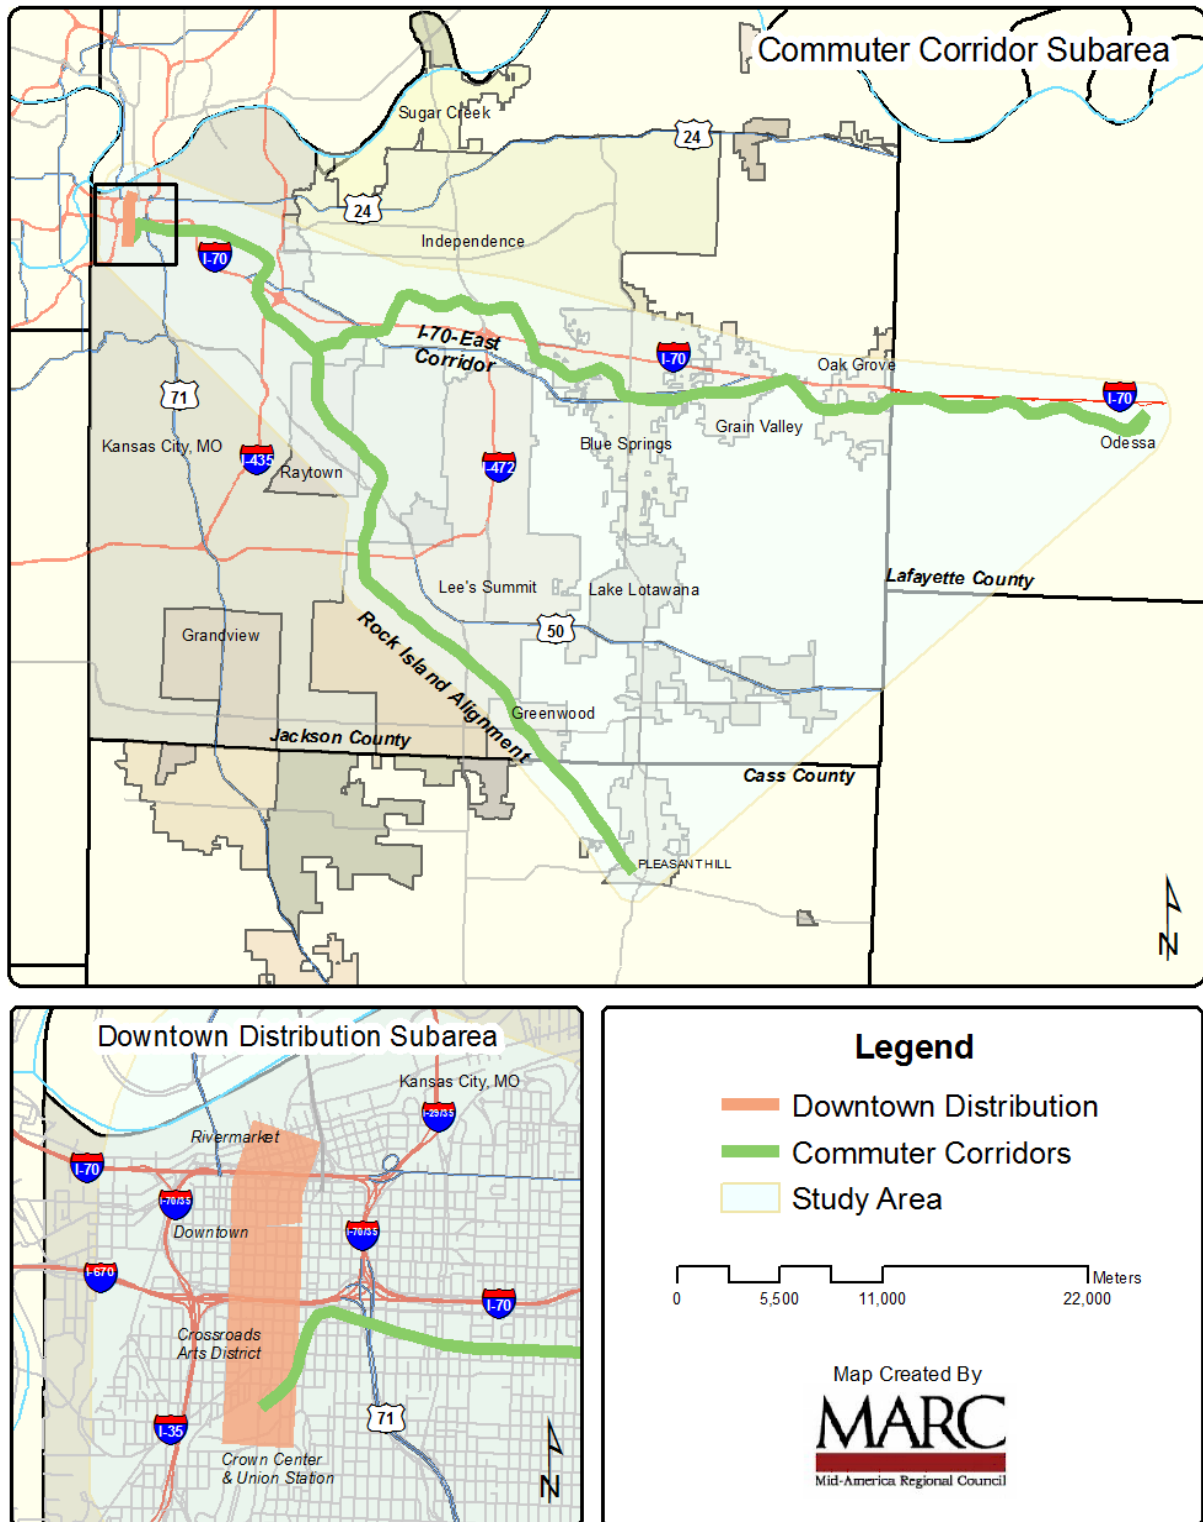 Commuter Corridor Subarea
Sugar Creek
24
24
Independence
I-70
I-70-East
Corridor
I-70
Oak Grove
I-70
71
Kansas City, MO
I-435
Raytown
I-472
Blue Springs
Grain Valley
Odessa
Lee's Summit
Lake Lotawana
Lafayette County
Grandview
50
Rock Island Alignment
Greenwood
Jackson County
Cass County
PLEASANT HILL
N
Downtown Distribution Subarea
Kansas City, MO
I-29/35
Rivermarket
I-70
I-70/35
Downtown
I-70/35
I-670
I-70
Crossroads
Arts District
I-35
71
Crown Center
& Union Station
N
Legend
Downtown Distribution
Commuter Corridors
Study Area
Meters
0 5,500 11,000 22,000
Map Created By
MARC
Mid-America Regional Council